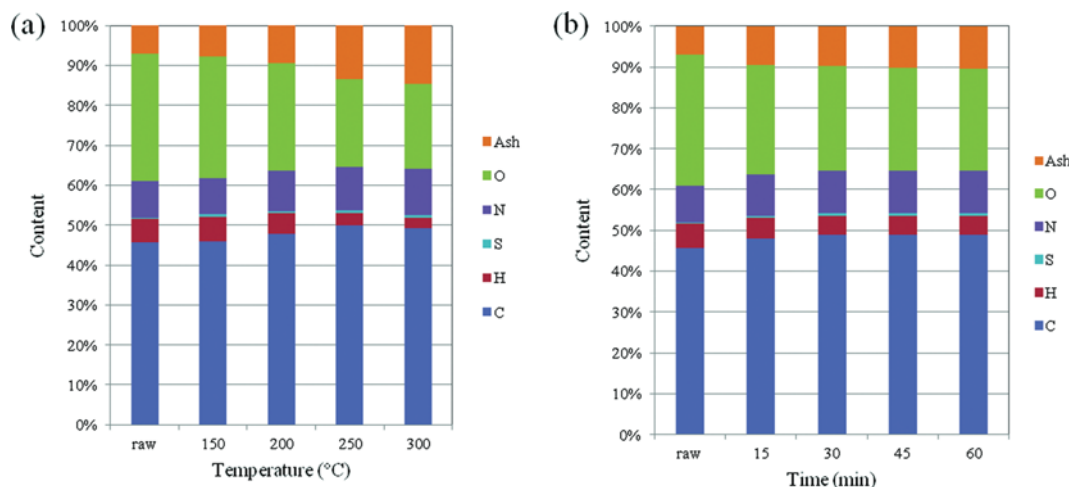 (a)
100%
90%
80%
70%
60%
50%
40%
30%
20%
10%
0%
Content
raw 150 200 250 300
Temperature (°C)
Ash
O
N
S
H
C
(b)
100%
90%
80%
70%
60%
50%
40%
30%
20%
10%
0%
Content
raw 15 30 45 60
Time (min)
Ash
O
N
S
H
C